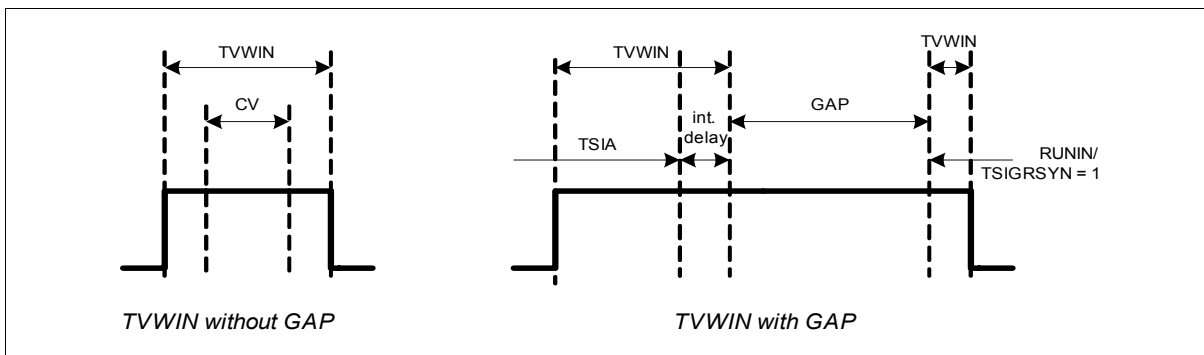 TVWIN
CV
TVWIN without GAP
TVWIN
TVWIN
GAP
int.
delay
TSIA
RUNIN/
TSIGRSYN = 1
TVWIN with GAP